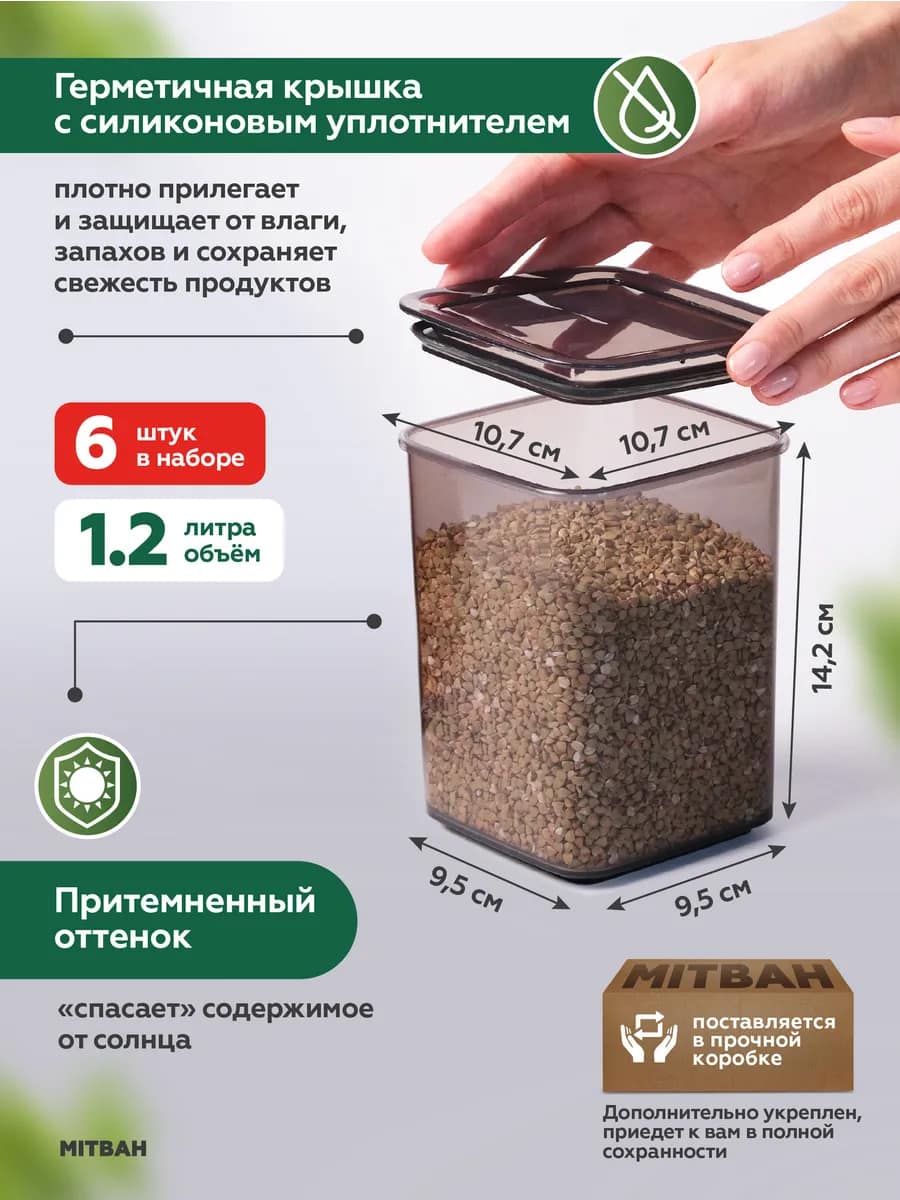 Герметичная крышка
с силиконовым уплотнителем
плотно прилегает
и защищает от влаги,
запахов и сохраняет
свежесть продуктов
6 штук
в наборе
1.2 литра
объём
10,7 см
10,7 см
14,2 см
9,5 см
9,5 см
Притемненный
оттенок
«спасает» содержимое
от солнца
МІТВАН
поставляется
в прочной
коробке
Дополнительно укреплен,
приедет к вам в полной
сохранности
МІТВАН